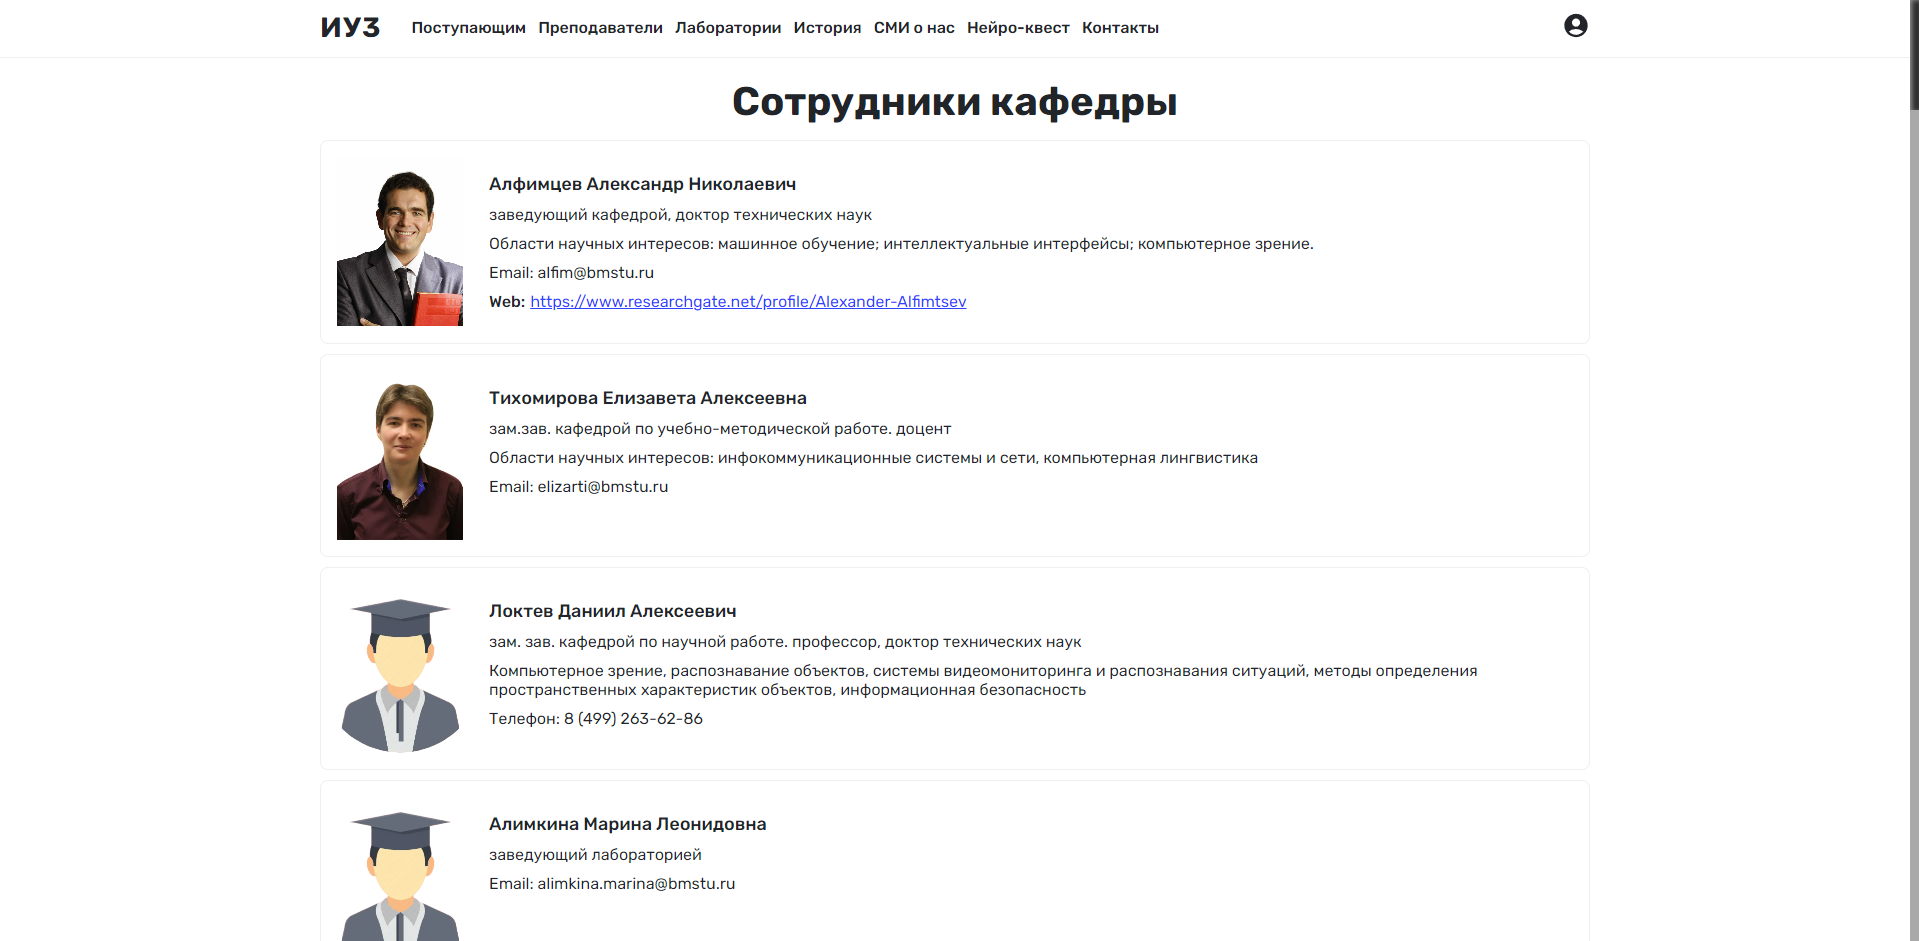 ИУ3
Поступающим Преподаватели Лаборатории История СМИ о нас Нейро-квест Контакты
Сотрудники кафедры
Алфимцев Александр Николаевич
заведующий кафедрой, доктор технических наук
Области научных интересов: машинное обучение; интеллектуальные интерфейсы; компьютерное зрение.
Email: alfim@bmstu.ru
Web: https://www.researchgate.net/profile/Alexander-Alfimtsev
Тихомирова Елизавета Алексеевна
зам.зав. кафедрой по учебно-методической работе. доцент
Области научных интересов: инфокоммуникационные системы и сети, компьютерная лингвистика
Email: elizarti@bmstu.ru
Локтев Даниил Алексеевич
зам. зав. кафедрой по научной работе. профессор, доктор технических наук
Компьютерное зрение, распознавание объектов, системы видеомониторинга и распознавания ситуаций, методы определения
пространственных характеристик объектов, информационная безопасность
Телефон: 8 (499) 263-62-86
Алимкина Марина Леонидовна
заведующий лабораторией
Email: alimkina.marina@bmstu.ru